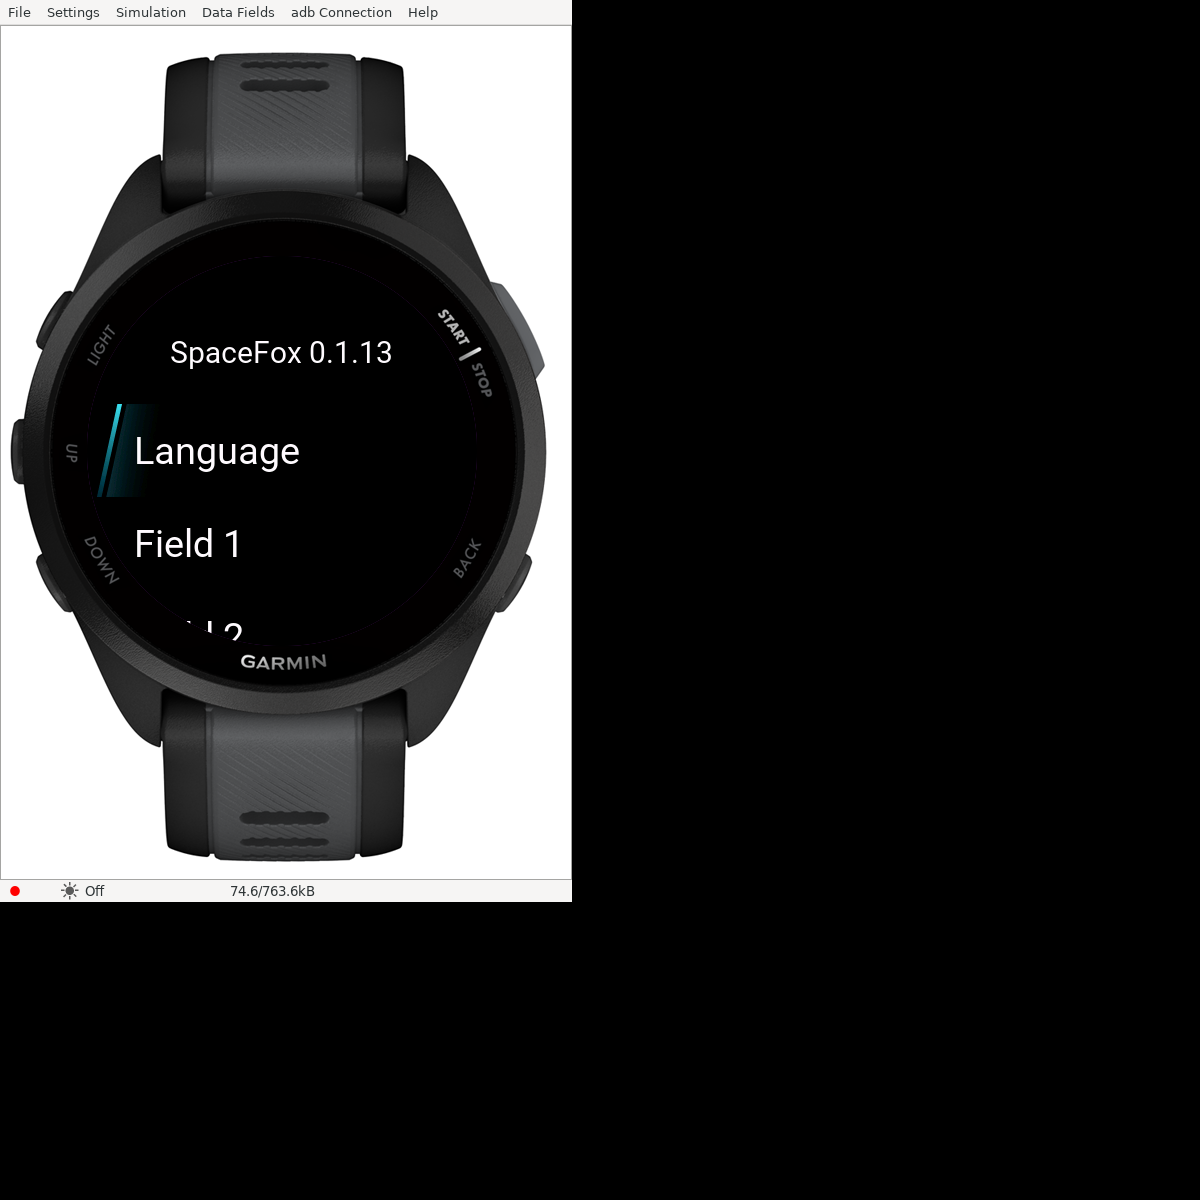 File Settings Simulation Data Fields adb Connection Help
LIGHT
START
STOP
SpaceFox 0.1.13
UP
Language
Field 1
DOWN
BACK
2
GARMIN
Off 74.6/763.6kB